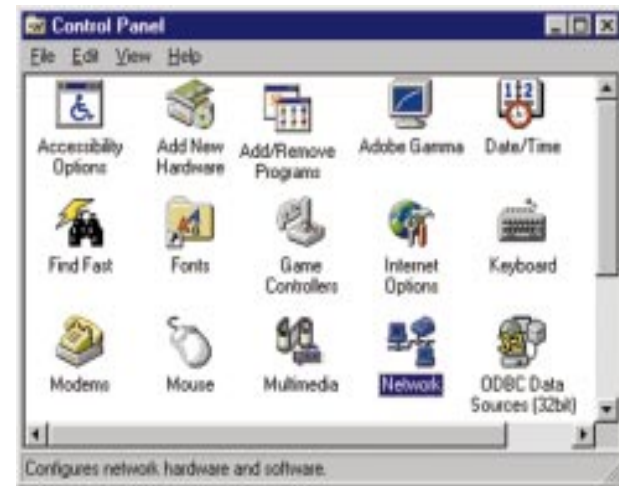 Control Panel
File Edit View Help
Accessibility Options
Add New Hardware
Add/Remove Programs
Adobe Gamma
Date/Time
Find Fast
Fonts
Game Controllers
Internet Options
Keyboard
Modems
Mouse
Multimedia
Network
ODBC Data Sources (32bit)
Configures network hardware and software.